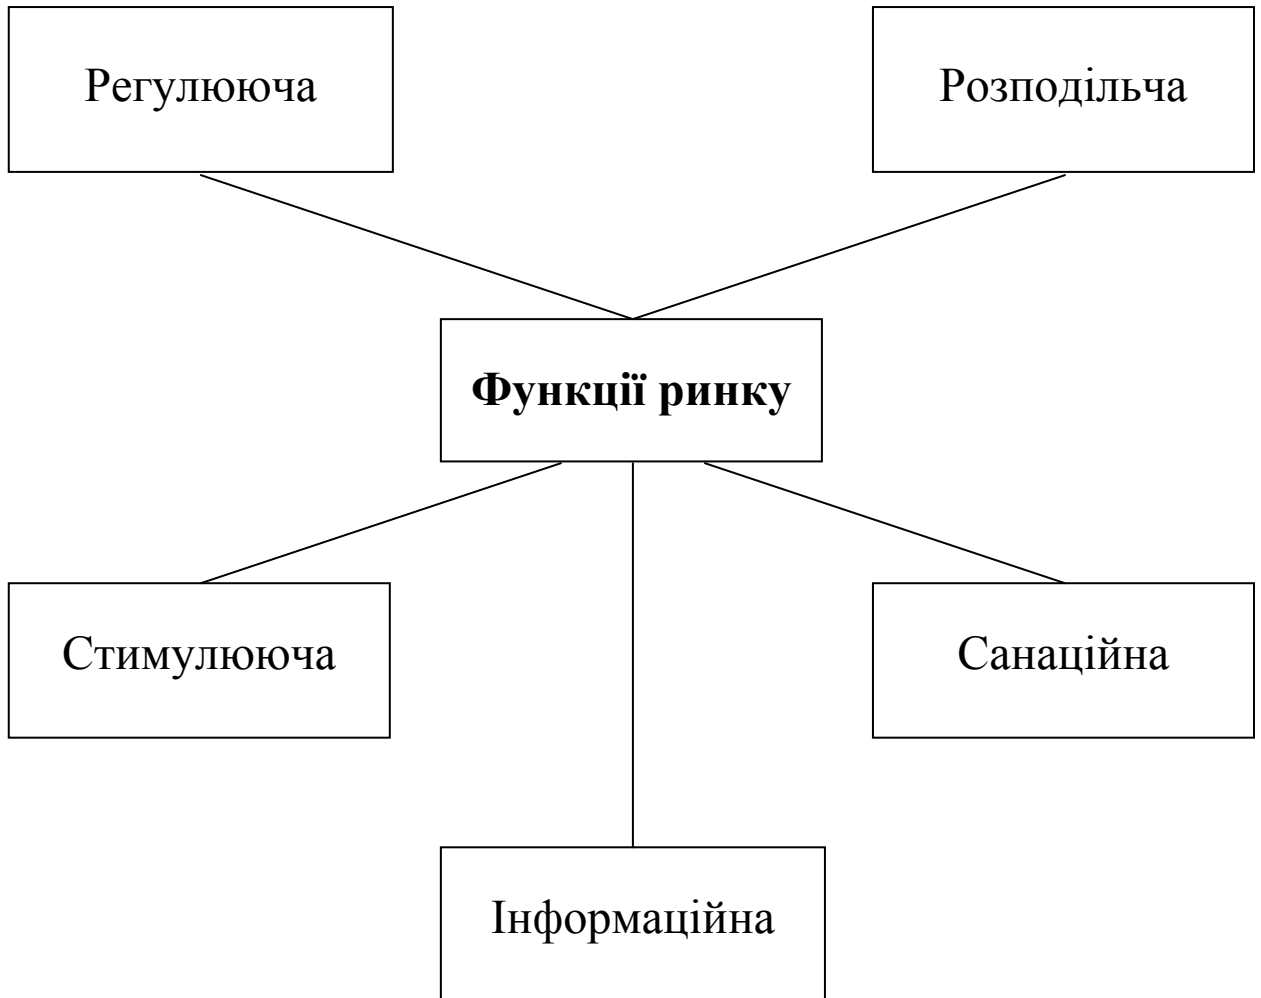 Регулююча
Розподільча
Функції ринку
Стимулююча
Санаційна
Інформаційна